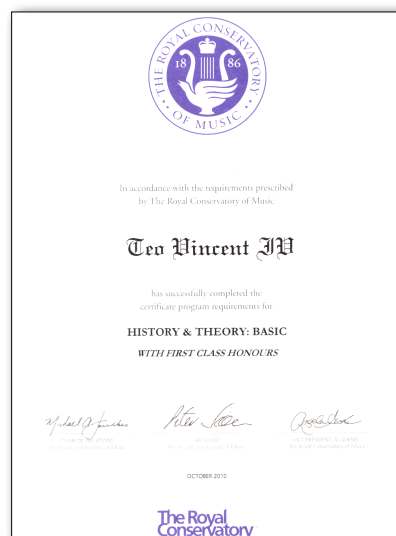 THE ROYAL CONSERVATORY
18 86
OF MUSIC
In accordance with the requirements prescribed
by The Royal Conservatory of Music
Teo Vincent IV
has successfully completed the
certificate program requirements for
HISTORY & THEORY: BASIC
WITH FIRST CLASS HONOURS
OCTOBER 2010
The Royal
Conservatory